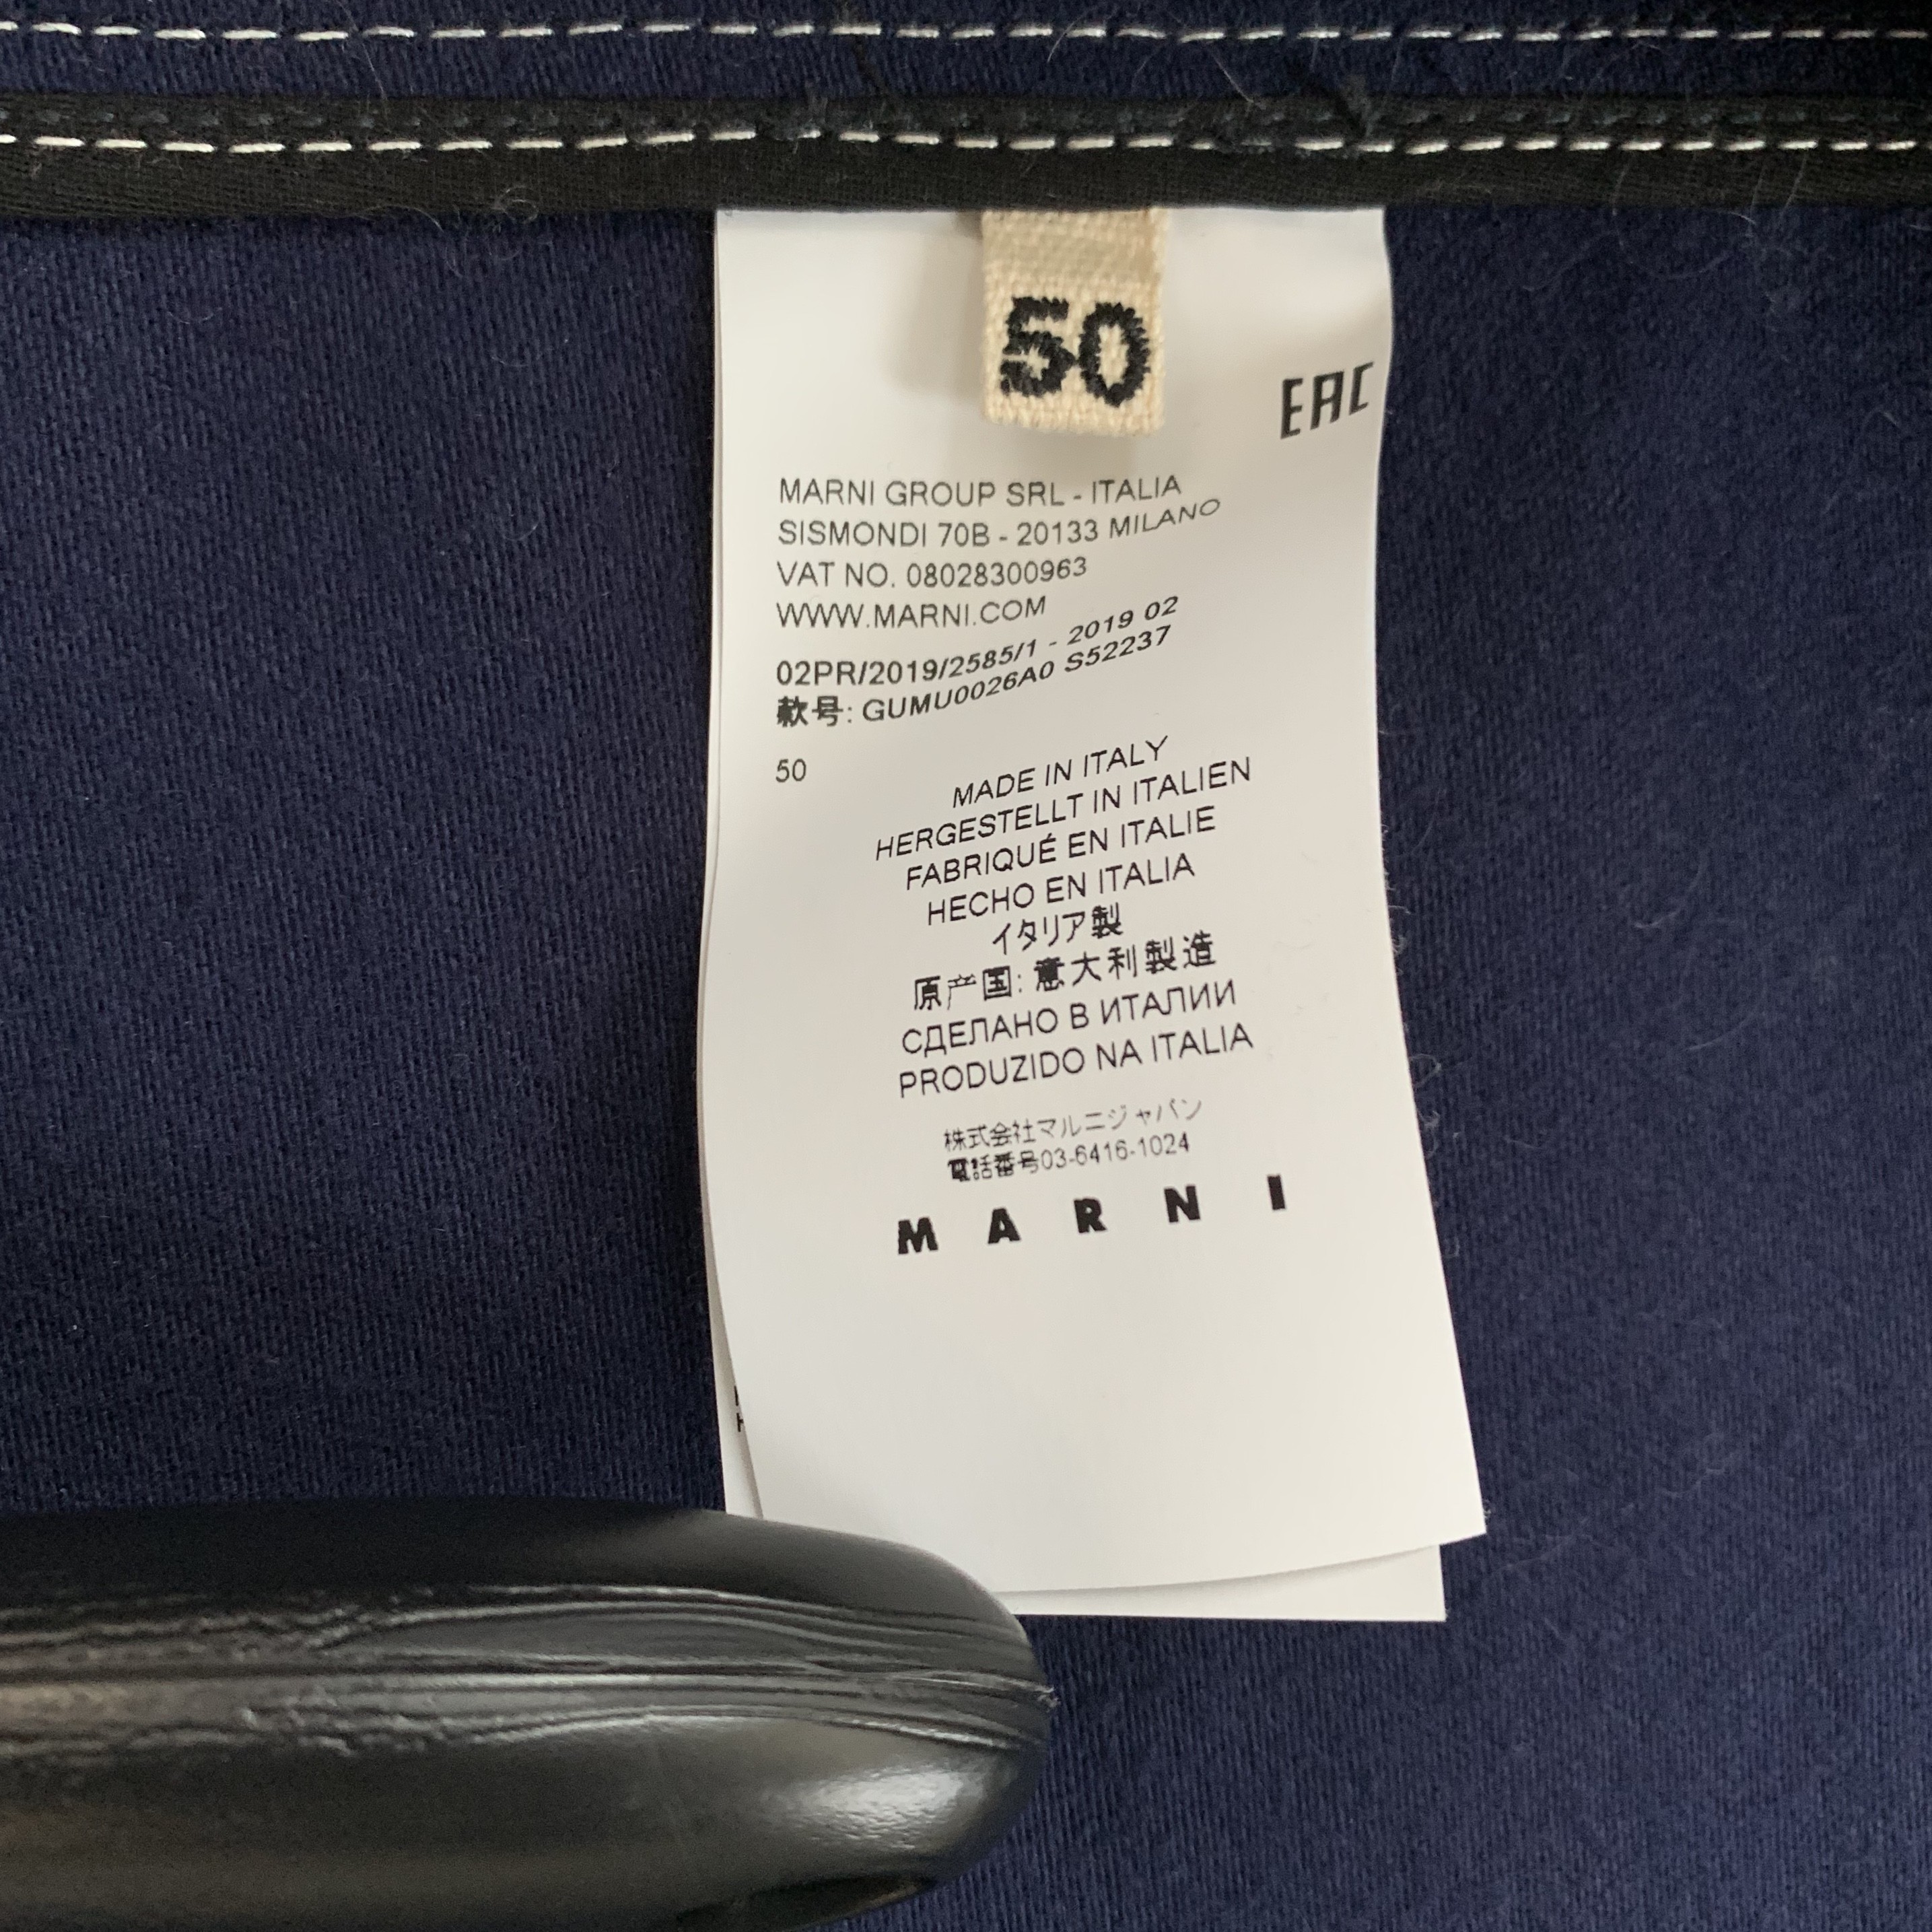 50
EAC
MARNI GROUP SRL - ITALIA
SISMONDI 70B - 20133 MILANO
VAT NO. 08028300963
WWW.MARNI.COM
02PR/2019/2585/1 - 2019 02
款号: GUMU0026A0 S52237
50
MADE IN ITALY
HERGESTELLT IN ITALIEN
FABRIQUÉ EN ITALIE
HECHO EN ITALIA
イタリア製
原产国: 意大利製造
СДЕЛАНО В ИТАЛИИ
PRODUZIDO NA ITALIA
株式会社マルニジャパン
電話番号03-6416-1024
MARNI